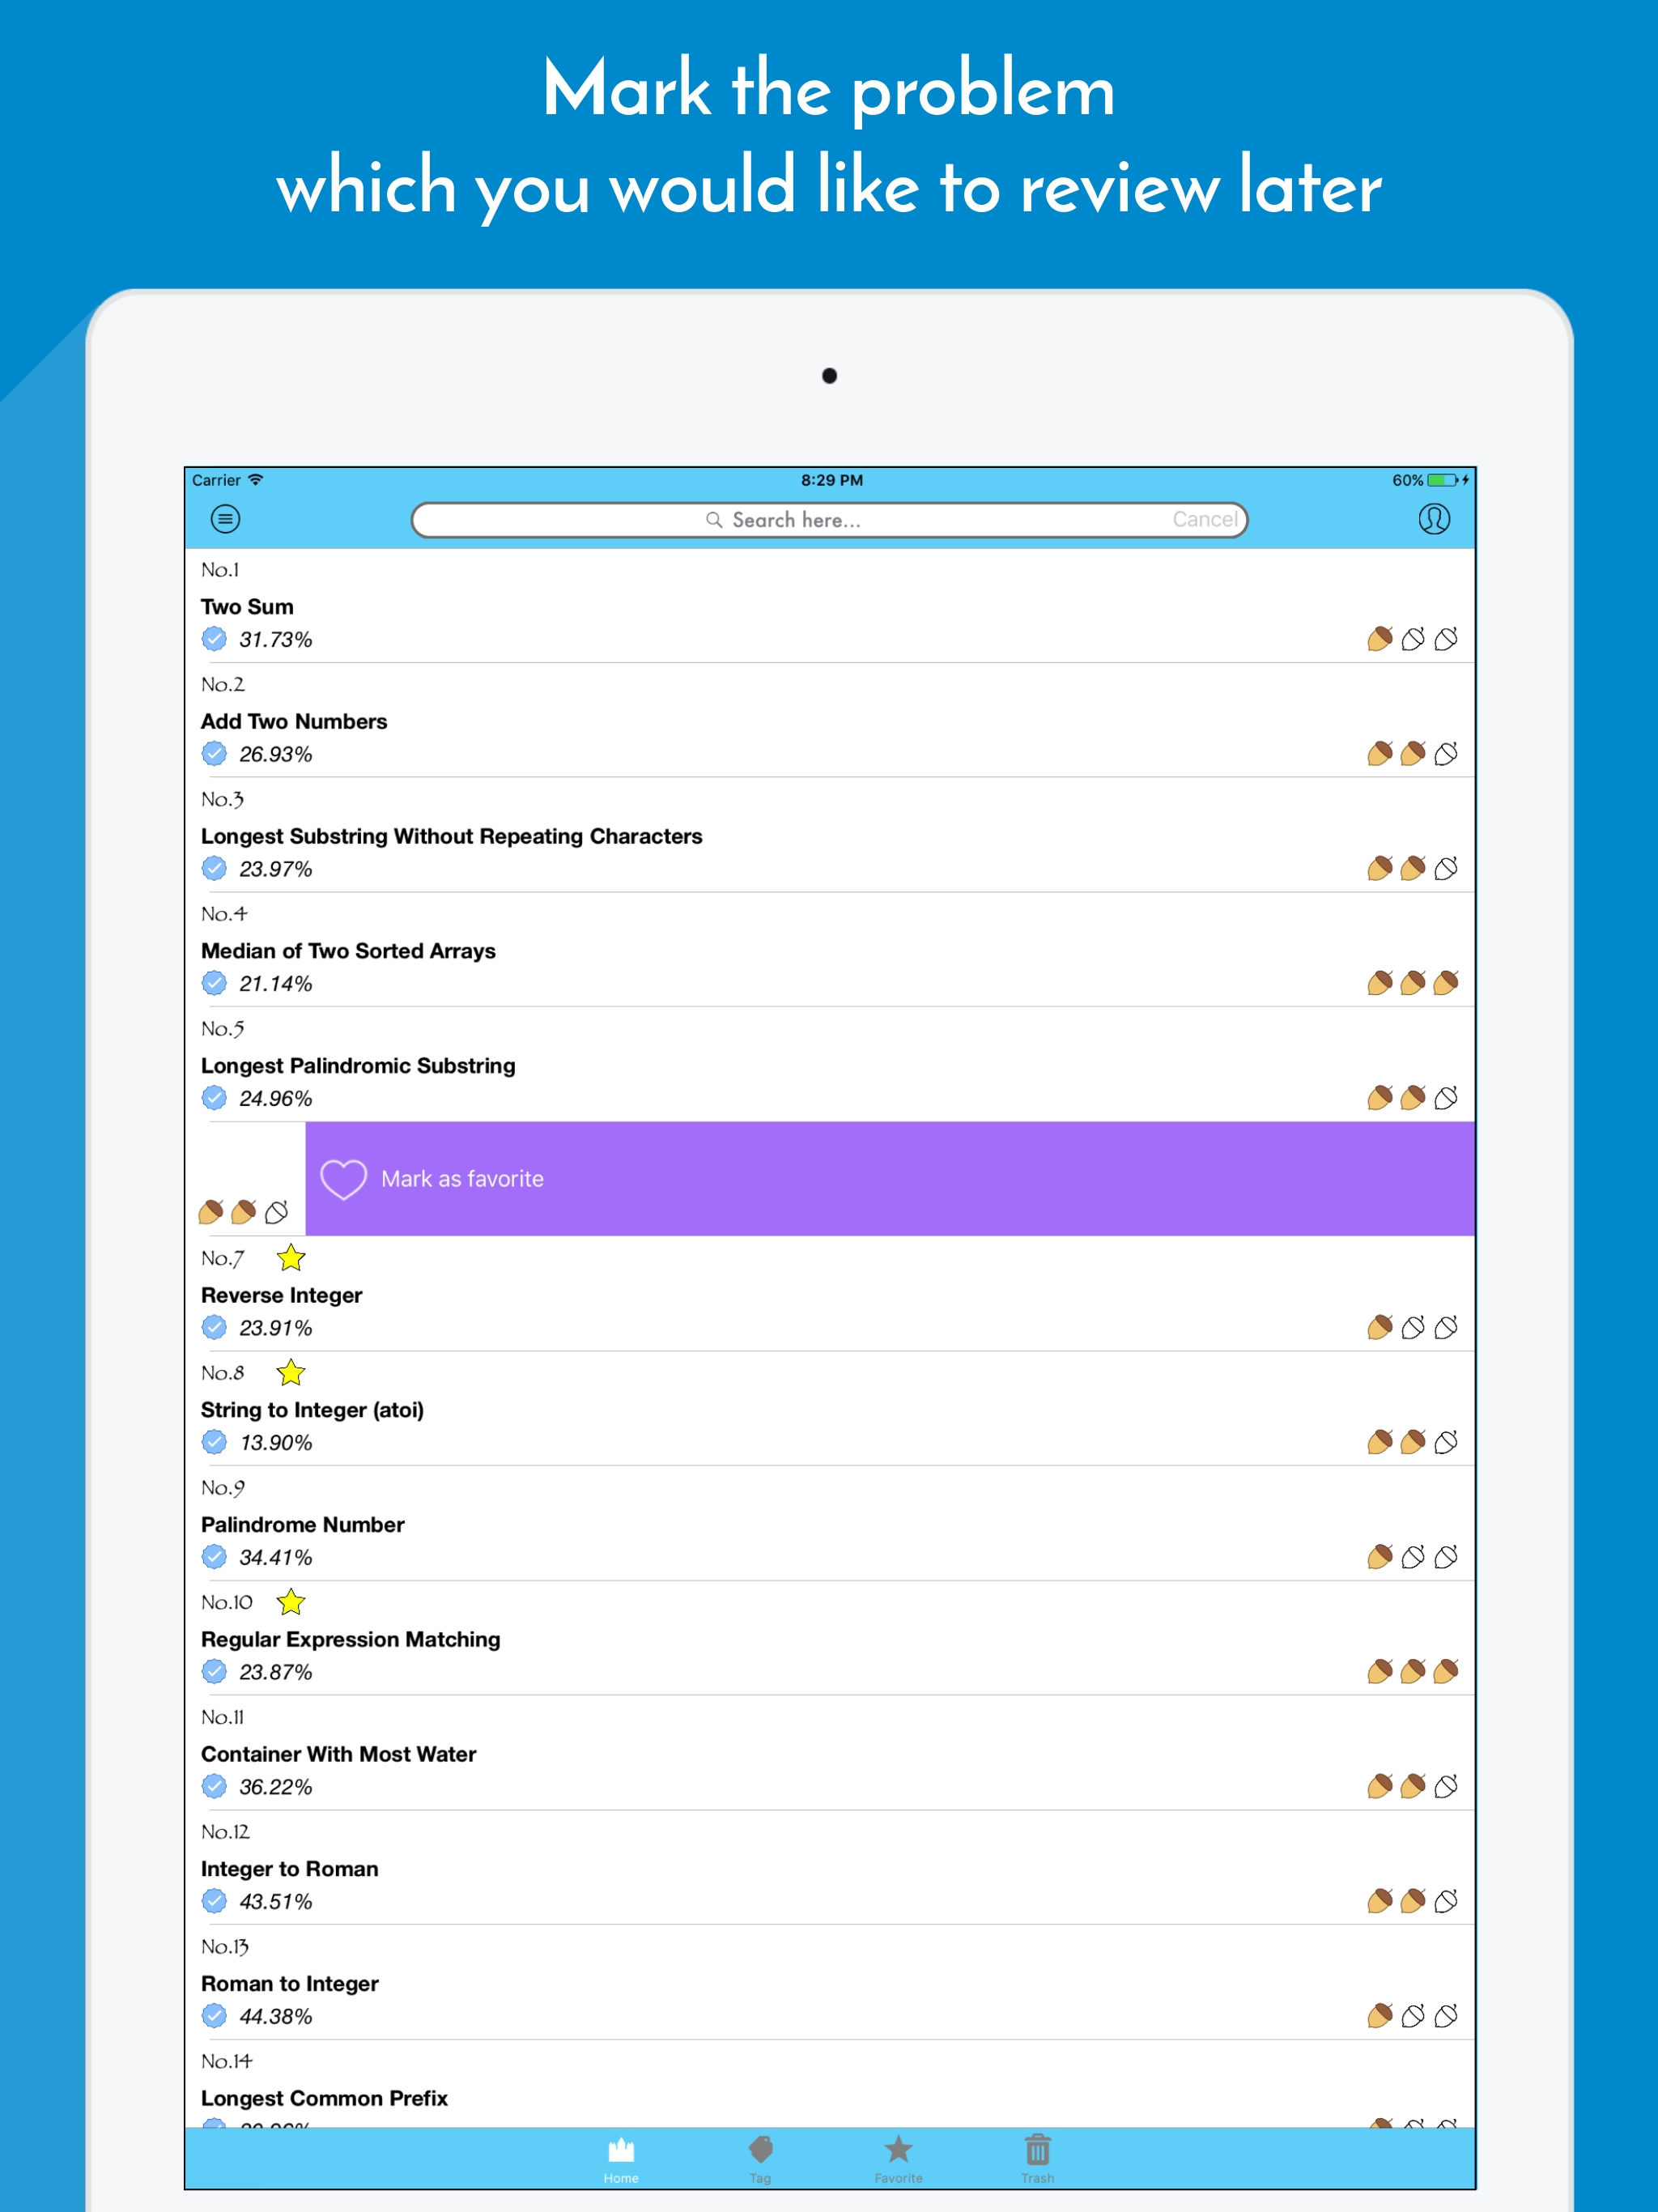 Mark the problem
which you would like to review later
Carrier 8:29 PM 60%
Search here... Cancel
No.1
Two Sum
31.73%
No.2
Add Two Numbers
26.93%
No.3
Longest Substring Without Repeating Characters
23.97%
No.4
Median of Two Sorted Arrays
21.14%
No.5
Longest Palindromic Substring
24.96%
Mark as favorite
No.7
Reverse Integer
23.91%
No.8
String to Integer (atoi)
13.90%
No.9
Palindrome Number
34.41%
No.10
Regular Expression Matching
23.87%
No.11
Container With Most Water
36.22%
No.12
Integer to Roman
43.51%
No.13
Roman to Integer
44.38%
No.14
Longest Common Prefix
Home Tag Favorite Trash